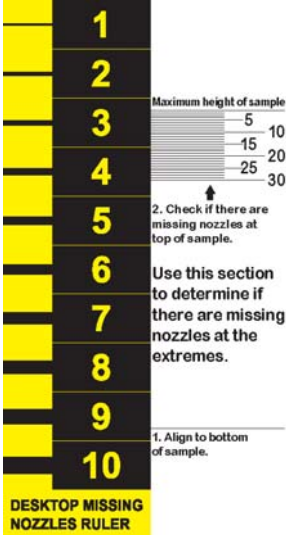 1
2
3
4
5
6
7
8
9
10
DESKTOP MISSING
NOZZLES RULER
Maximum height of sample
5
10
15
20
25
30
2. Check if there are
missing nozzles at
top of sample.
Use this section
to determine if
there are missing
nozzles at the
extremes.
1. Align to bottom
of sample.